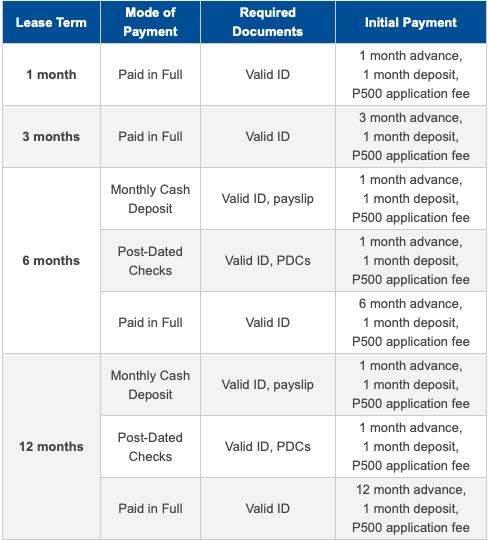 Lease Term
Mode of
Payment
Required
Documents
Initial Payment
1 month
Paid in Full
Valid ID
1 month advance,
1 month deposit,
P500 application fee
3 months
Paid in Full
Valid ID
3 month advance,
1 month deposit,
P500 application fee
6 months
Monthly Cash
Deposit
Valid ID, payslip
1 month advance,
1 month deposit,
P500 application fee
Post-Dated
Checks
Valid ID, PDCs
1 month advance,
1 month deposit,
P500 application fee
Paid in Full
Valid ID
6 month advance,
1 month deposit,
P500 application fee
12 months
Monthly Cash
Deposit
Valid ID, payslip
1 month advance,
1 month deposit,
P500 application fee
Post-Dated
Checks
Valid ID, PDCs
1 month advance,
1 month deposit,
P500 application fee
Paid in Full
Valid ID
12 month advance,
1 month deposit,
P500 application fee